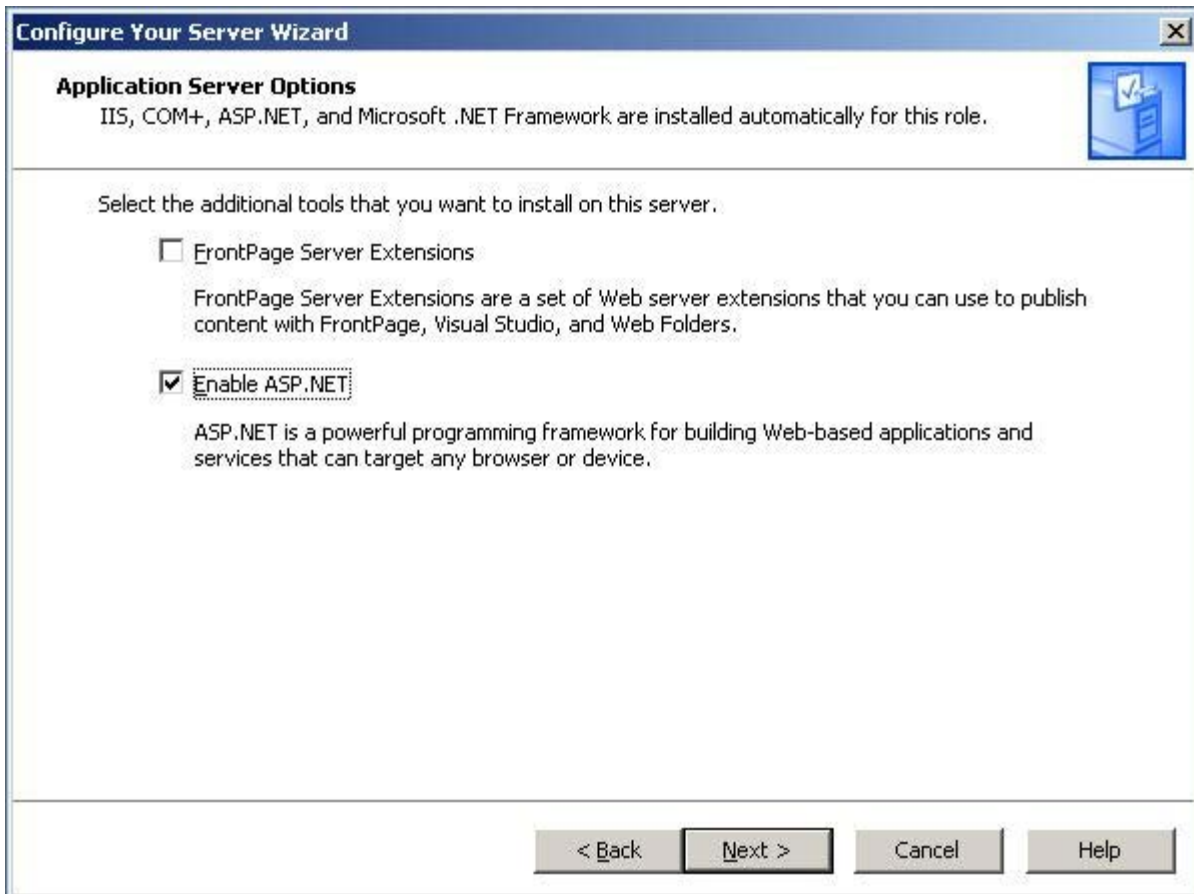 Configure Your Server Wizard
Application Server Options
IIS, COM+, ASP.NET, and Microsoft .NET Framework are installed automatically for this role.
Select the additional tools that you want to install on this server.
FrontPage Server Extensions
FrontPage Server Extensions are a set of Web server extensions that you can use to publish
content with FrontPage, Visual Studio, and Web Folders.
Enable ASP.NET
ASP.NET is a powerful programming framework for building Web-based applications and
services that can target any browser or device.
< Back Next > Cancel Help